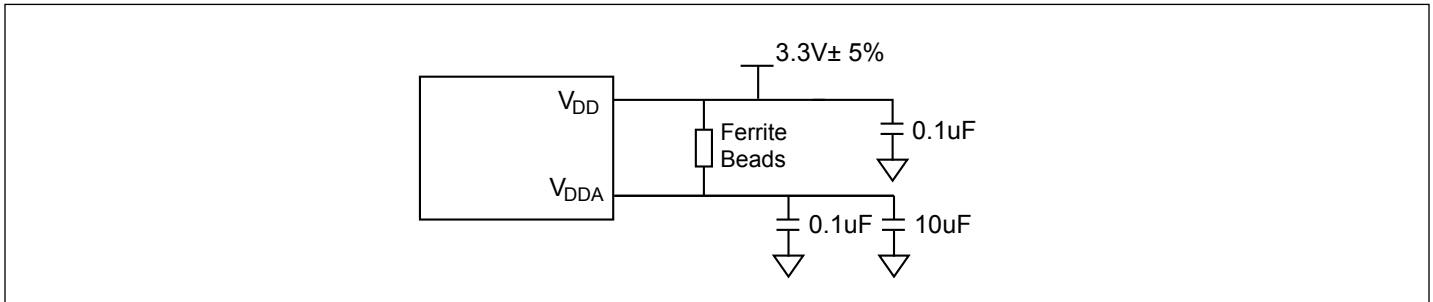 3.3V± 5%
VDD
Ferrite
Beads
0.1uF
VDDA
0.1uF
10uF